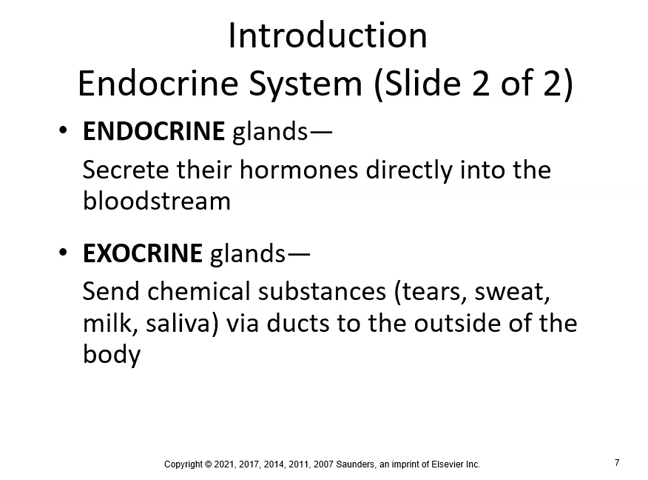 Introduction
Endocrine System (Slide 2 of 2)
• ENDOCRINE glands—
Secrete their hormones directly into the
bloodstream
• EXOCRINE glands—
Send chemical substances (tears, sweat,
milk, saliva) via ducts to the outside of the
body
Copyright © 2021, 2017, 2014, 2011, 2007 Saunders, an imprint of Elsevier Inc.
7